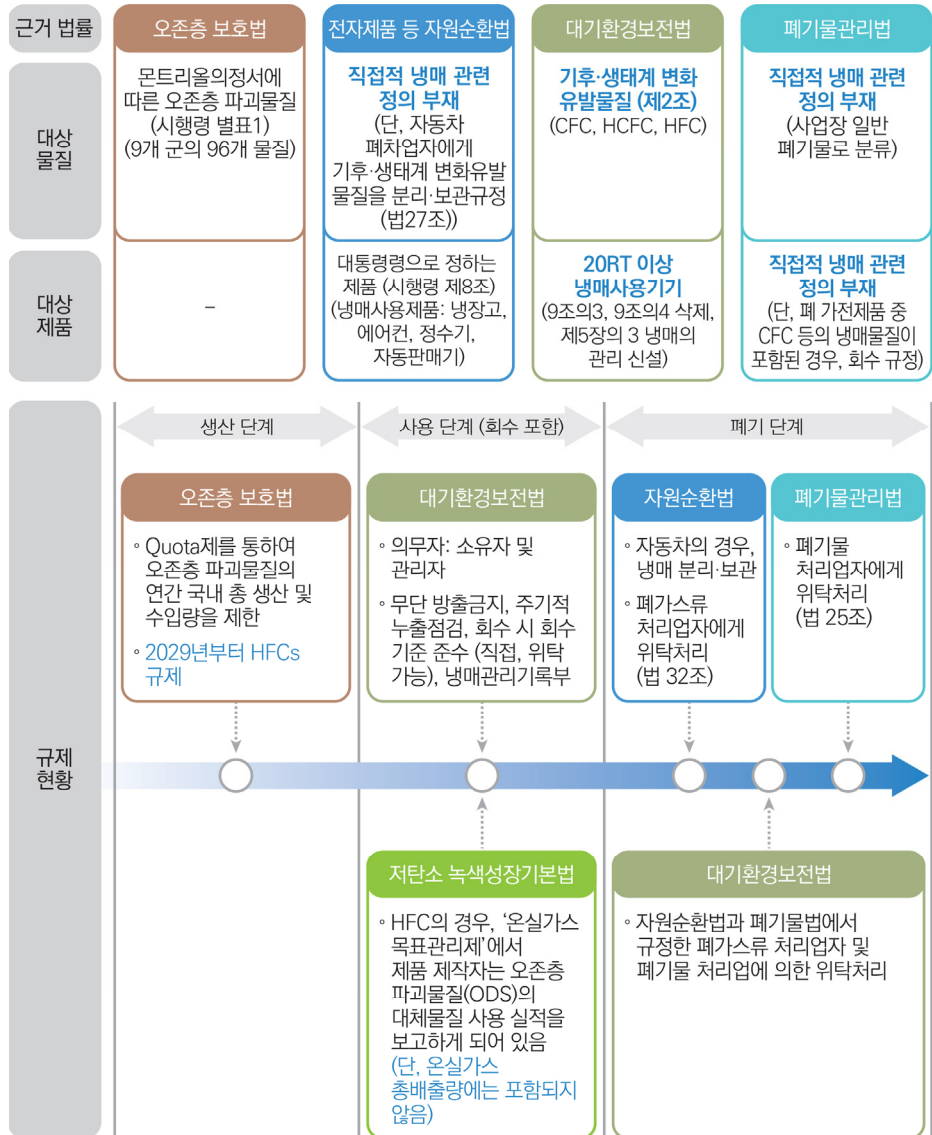 근거 법률
오존층 보호법
전자제품 등 자원순환법
대기환경보전법
폐기물관리법
대상
물질
몬트리올의정서에
따른 오존층 파괴물질
(시행령 별표1)
(9개 군의 96개 물질)
직접적 냉매 관련
정의 부재
(단, 자동차
폐차업자에게
기후·생태계 변화유발
물질을 분리·보관규정
(법27조))
기후·생태계 변화
유발물질 (제2조)
(CFC, HCFC, HFC)
직접적 냉매 관련
정의 부재
(사업장 일반
폐기물로 분류)
대상
제품
–
대통령령으로 정하는
제품 (시행령 제8조)
(냉매사용제품: 냉장고,
에어컨, 정수기,
자동판매기)
20RT 이상
냉매사용기기
(9조의3, 9조의4 삭제,
제5장의 3 냉매의
관리 신설)
직접적 냉매 관련
정의 부재
(단, 폐 가전제품 중
CFC 등의 냉매물질이
포함된 경우, 회수 규정)
규제
현황
생산 단계
사용 단계 (회수 포함)
폐기 단계
오존층 보호법
◦ Quota제를 통하여
오존층 파괴물질의
연간 국내 총 생산 및
수입량을 제한
◦ 2029년부터 HFCs
규제
대기환경보전법
◦ 의무자: 소유자 및
관리자
◦ 무단 방출금지, 주기적
누출점검, 회수 시 회수
기준 준수 (직접, 위탁
가능), 냉매관리기록부
자원순환법
◦ 자동차의 경우,
냉매 분리·보관
◦ 폐가스류
처리업자에게
위탁처리
(법 32조)
폐기물관리법
◦ 폐기물
처리업자에게
위탁처리
(법 25조)
저탄소 녹색성장기본법
◦ HFC의 경우, ‘온실가스
목표관리제’에서
제품 제작자는 오존층
파괴물질(ODS)의
대체물질 사용 실적을
보고하게 되어 있음
(단, 온실가스
총배출량에는 포함되지
않음)
대기환경보전법
◦ 자원순환법과 폐기물법에서
규정한 폐가스류 처리업자 및
폐기물 처리업에 의한 위탁처리